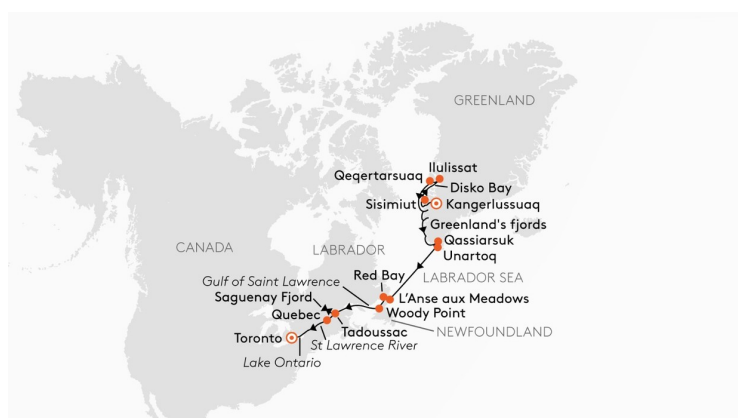 GREENLAND
Ilulissat
Qeqertarsuaq
Disko Bay
Sisimiut
Kangerlussuaq
Greenland's fjords
Qassiarsuk
CANADA
LABRADOR
Unartoq
Red Bay
LABRADOR SEA
Gulf of Saint Lawrence
Saguenay Fjord
L'Anse aux Meadows
Quebec
Woody Point
Tadoussac
NEWFOUNDLAND
Toronto
St Lawrence River
Lake Ontario